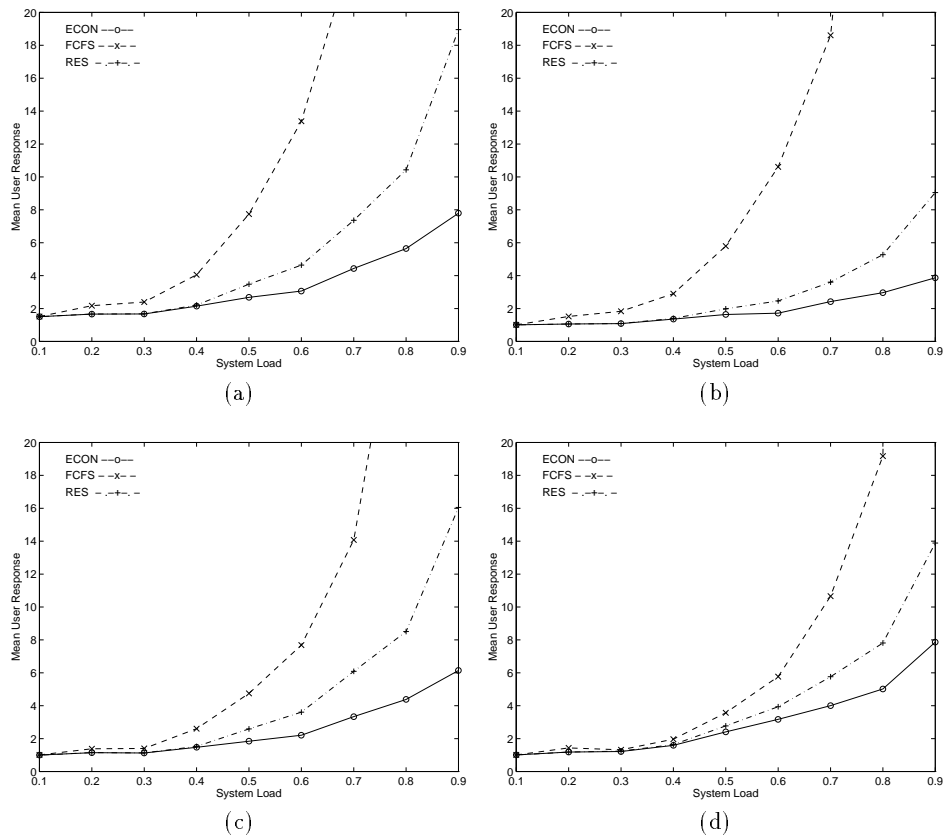 20
18
16
14
12
10
8
6
4
2
0
Mean User Response
ECON --o--
FCFS --x--
RES -.-+-.-
0.1 0.2 0.3 0.4 0.5 0.6 0.7 0.8 0.9
System Load
(a)
20
18
16
14
12
10
8
6
4
2
0
Mean User Response
ECON --o--
FCFS --x--
RES -.-+-.-
0.1 0.2 0.3 0.4 0.5 0.6 0.7 0.8 0.9
System Load
(b)
20
18
16
14
12
10
8
6
4
2
0
Mean User Response
ECON --o--
FCFS --x--
RES -.-+-.-
0.1 0.2 0.3 0.4 0.5 0.6 0.7 0.8 0.9
System Load
(c)
20
18
16
14
12
10
8
6
4
2
0
Mean User Response
ECON --o--
FCFS --x--
RES -.-+-.-
0.1 0.2 0.3 0.4 0.5 0.6 0.7 0.8 0.9
System Load
(d)